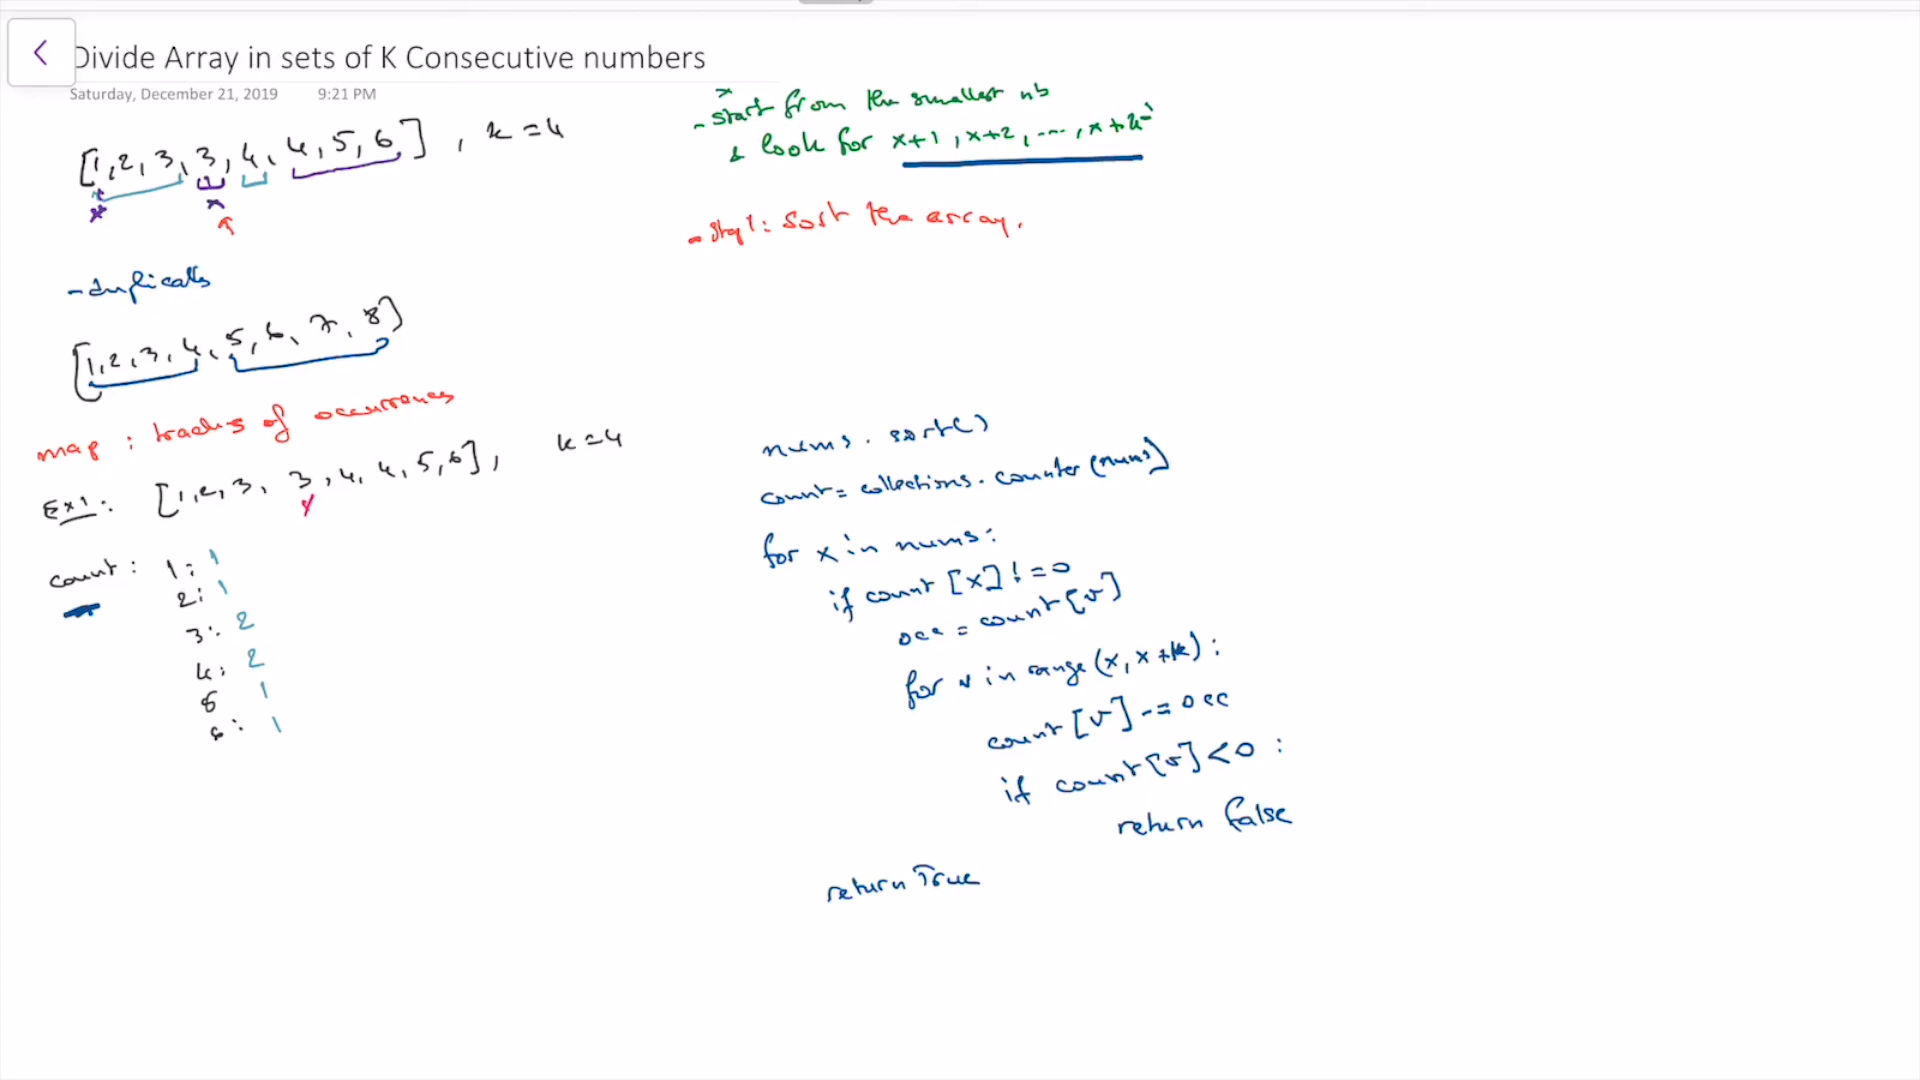 Divide Array in sets of K Consecutive numbers
Saturday, December 21, 2019 9:21 PM
[1,2,3,3,4,4,5,6], k=4
x
x
- duplicates
[1,2,3,4,5,6,7,8]
map : tracks of occurrences
Ex1: [1,2,3,3,4,4,5,6], k=4
count: 1: 1
2: 1
3: 2
4: 2
5 1
6: 1
x
- start from the smallest nb
& look for x+1, x+2, ..., x+k-1
- step1: Sort the array.
nums.sort()
count = collections.counter(nums)
for x in nums:
if count[x] != 0
occ = count[v]
for v in range(x, x+k):
count[v] -= occ
if count[v] < 0 :
return false
return True